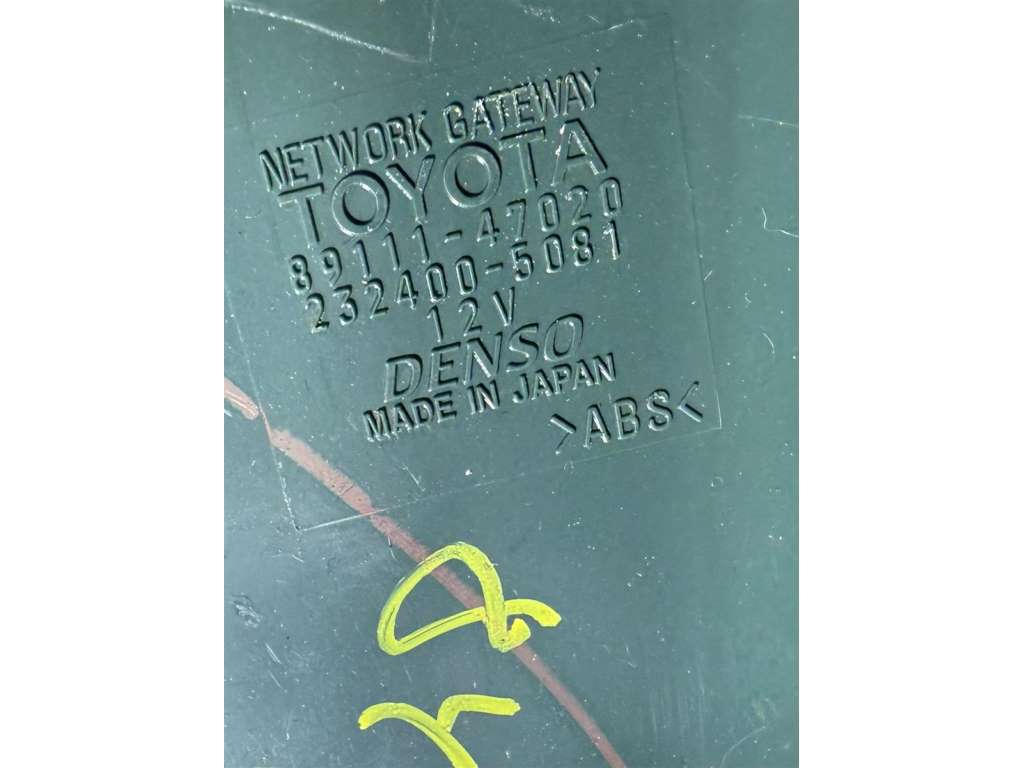 NETWORK GATEWAY
TOYOTA
89111-47020
232400-5081
12V
DENSO
MADE IN JAPAN
>ABS<